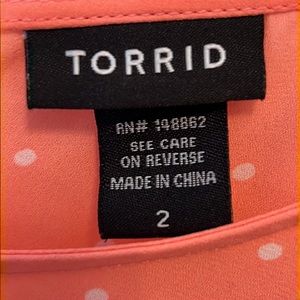 TORRID
RN# 148862
SEE CARE
ON REVERSE
MADE IN CHINA
2